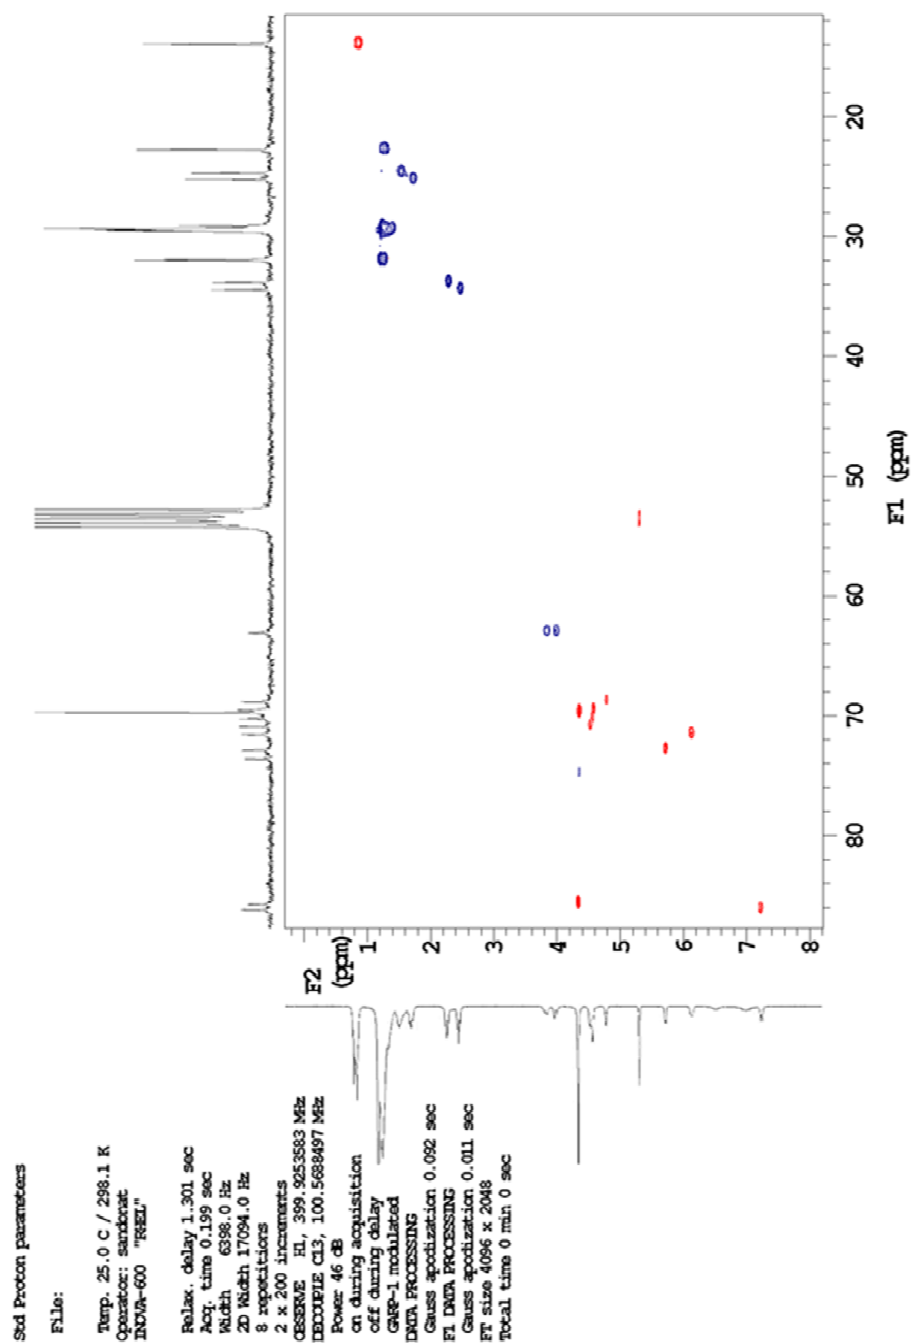 Std Proton parameters
File:
Temp. 25.0 C / 298.1 K
Operator: sandonat
INOVA-600 "RHEL"
Relax. delay 1.301 sec
Acq. time 0.199 sec
Width 6398.0 Hz
2D Width 17094.0 Hz
8 repetitions
2 x 200 increments
OBSERVE H1, 399.9253583 MHz
DECOUPLE C13, 100.5688497 MHz
Power 46 dB
on during acquisition
off during delay
GARP-1 modulated
DATA PROCESSING
Gauss apodization 0.092 sec
F1 DATA PROCESSING
Gauss apodization 0.011 sec
FT size 4096 x 2048
Total time 0 min 0 sec
F2
(ppm)
1
2
3
4
5
6
7
8
20
30
40
50
60
70
80
F1 (ppm)